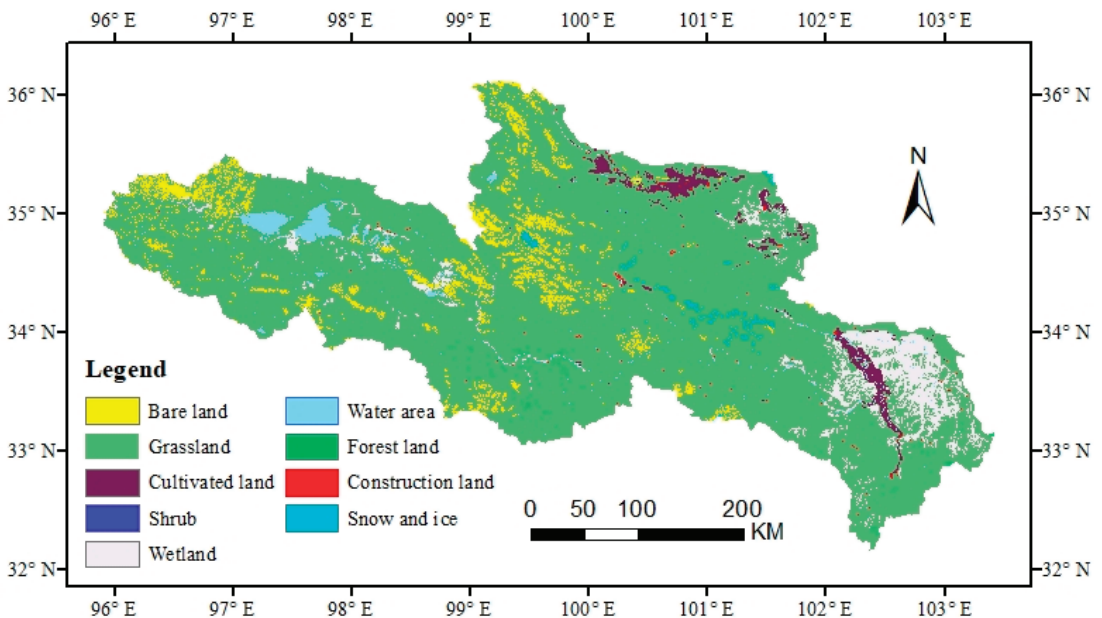 96° E 97° E 98° E 99° E 100° E 101° E 102° E 103° E
36° N 36° N
N
35° N 35° N
34° N 34° N
Legend
Bare land Water area
Grassland Forest land
33° N 33° N
Cultivated land Construction land
Shrub Snow and ice
0 50 100 200
KM
Wetland
32° N 32° N
96° E 97° E 98° E 99° E 100° E 101° E 102° E 103° E